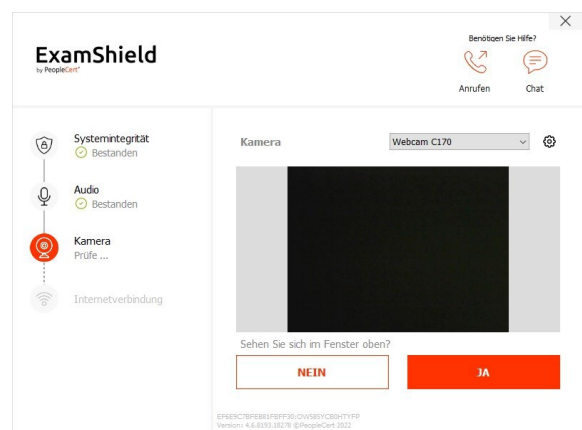 Benötigen Sie Hilfe?
ExamShield
by PeopleCert
Anrufen
Chat
Systemintegrität
Bestanden
Kamera
Webcam C170
Audio
Bestanden
Kamera
Prüfe ...
Internetverbindung
Sehen Sie sich im Fenster oben?
NEIN
JA
Version: 4.6.8193.18278 ©PeopleCert 2022